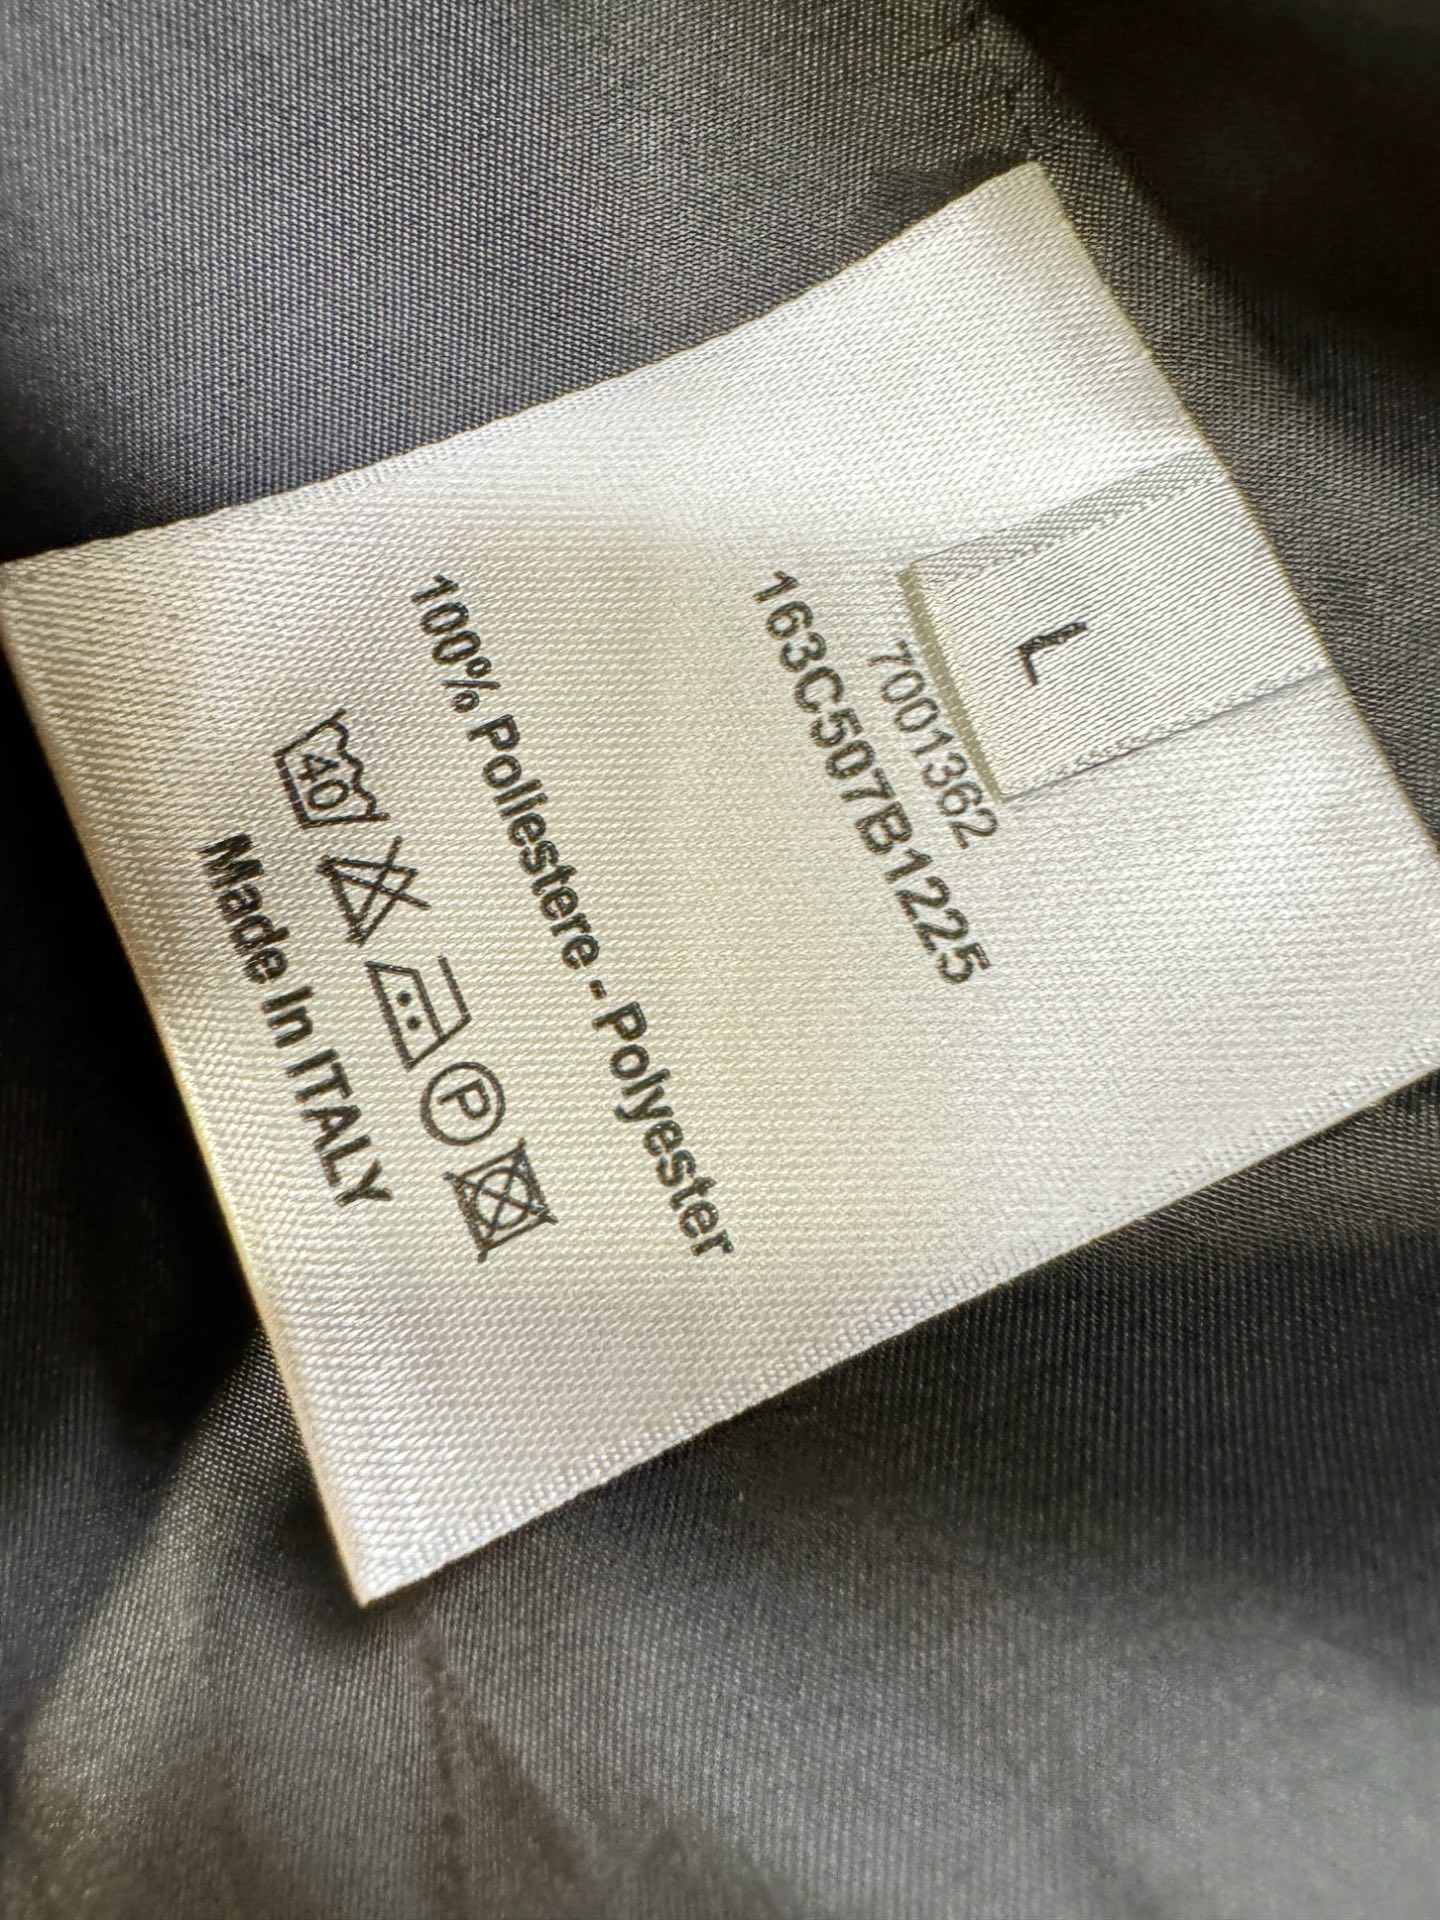 L
7001362
163C507B1225
100% Poliestere - Polyester
40 P
Made In ITALY